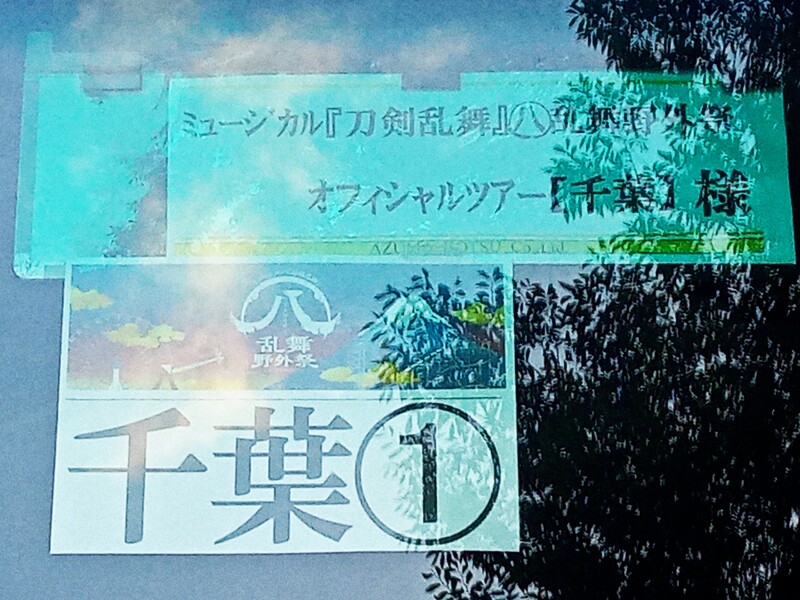 ミュージカル『刀剣乱舞』㊇乱舞野外祭
オフィシャルツアー【千葉】様
八
乱舞
野外祭
千葉①